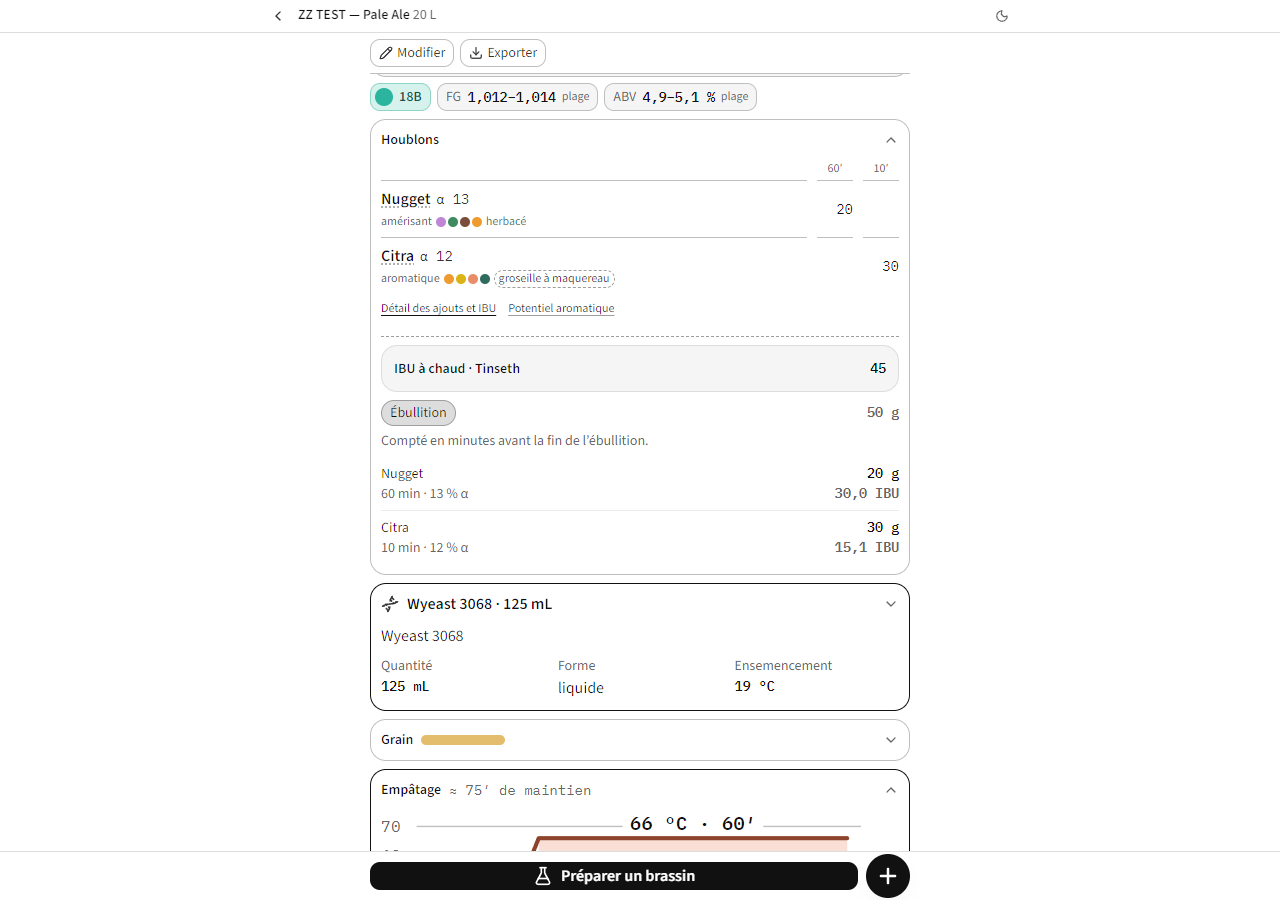 ZZ TEST — Pale Ale 20 L
Modifier
Exporter
18B
FG 1,012–1,014 plage
ABV 4,9–5,1 % plage
Houblons
60′ 10′
Nugget α 13
20
amérisant herbacé
Citra α 12
30
aromatique groseille à maquereau
Détail des ajouts et IBU Potentiel aromatique
IBU à chaud · Tinseth 45
Ébullition 50 g
Compté en minutes avant la fin de l’ébullition.
Nugget 20 g
60 min · 13 % α 30,0 IBU
Citra 30 g
10 min · 12 % α 15,1 IBU
Wyeast 3068 · 125 mL
Wyeast 3068
Quantité Forme Ensemencement
125 mL liquide 19 °C
Grain
Empâtage ≈ 75′ de maintien
70 66 °C · 60′
Préparer un brassin